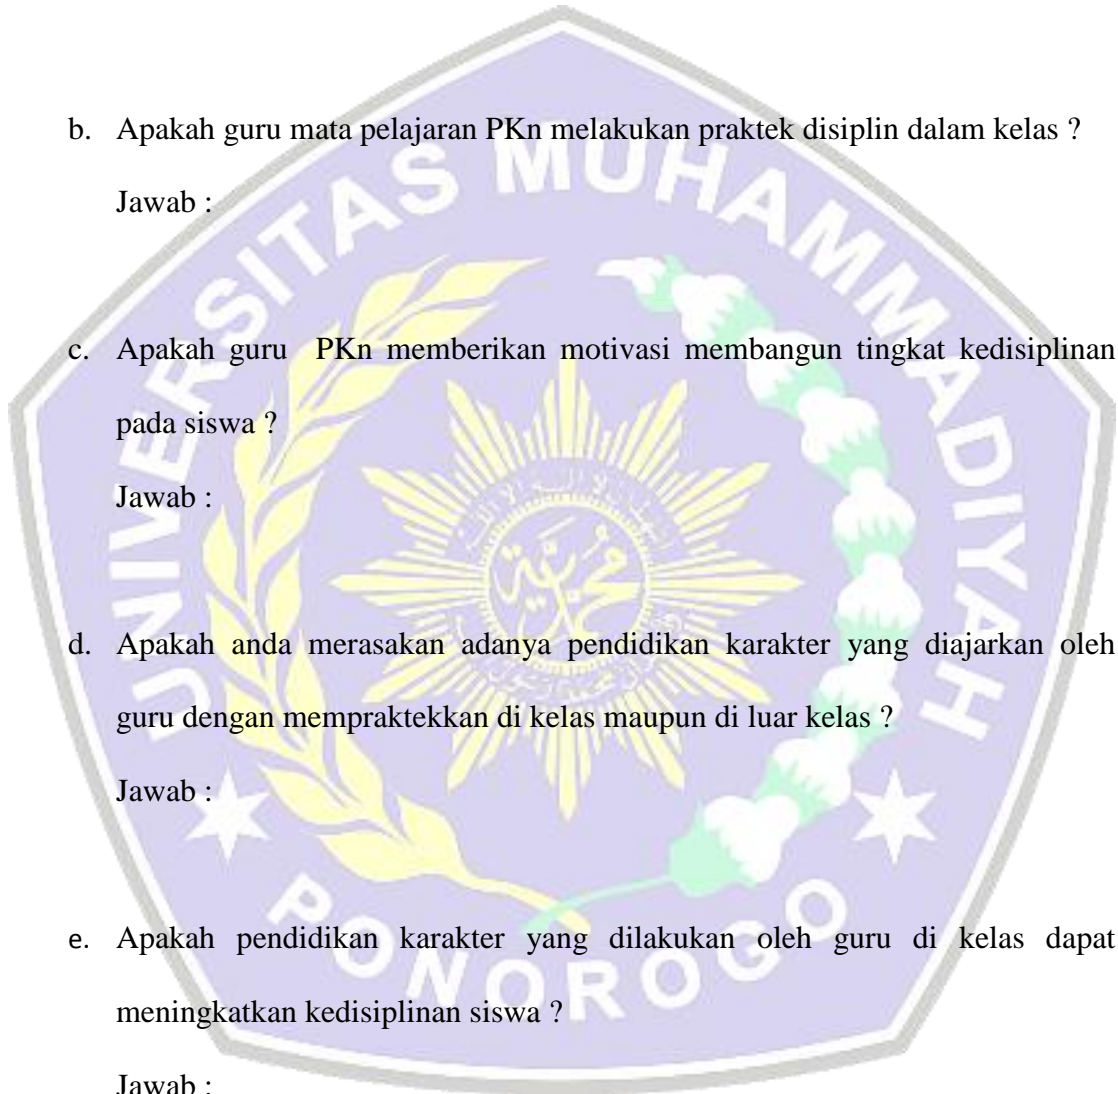 b. Apakah guru mata pelajaran PKn melakukan praktek disiplin dalam kelas ?
Jawab :
c. Apakah guru PKn memberikan motivasi membangun tingkat kedisiplinan
pada siswa ?
Jawab :
d. Apakah anda merasakan adanya pendidikan karakter yang diajarkan oleh
guru dengan mempraktekkan di kelas maupun di luar kelas ?
Jawab :
e. Apakah pendidikan karakter yang dilakukan oleh guru di kelas dapat
meningkatkan kedisiplinan siswa ?
Jawab :
UNIVERSITAS MUHAMMADIYAH
PONOROGO
محمدية